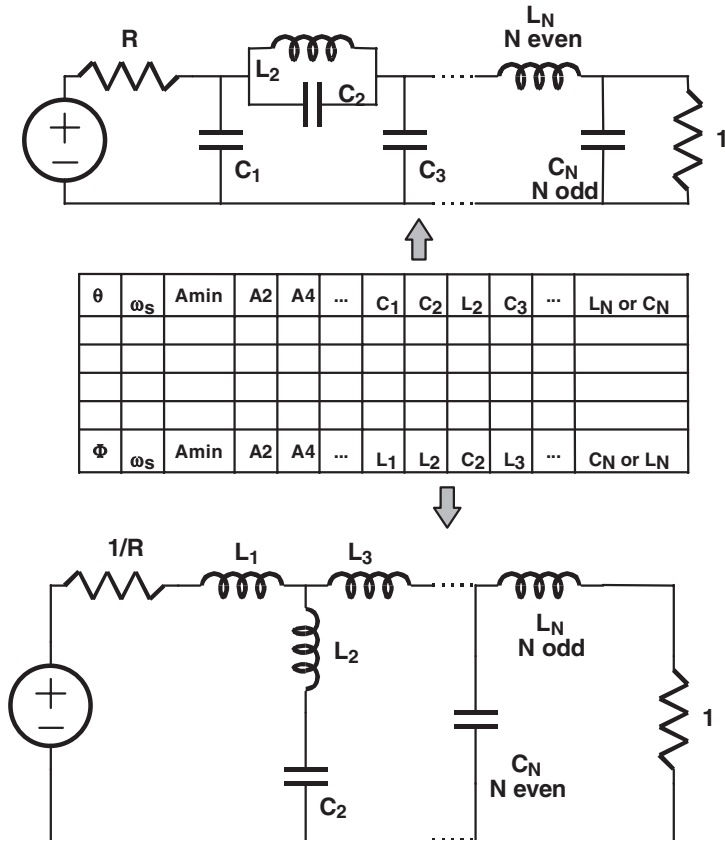 L_N
N even
R
L_2
C_2
+
–
C_1
C_3
C_N
N odd
1
θ ω_s Amin A2 A4 ... C_1 C_2 L_2 C_3 ... L_N or C_N
Φ ω_s Amin A2 A4 ... L_1 L_2 C_2 L_3 ... C_N or L_N
1/R
L_1
L_3
L_N
N odd
L_2
+
–
1
C_N
N even
C_2